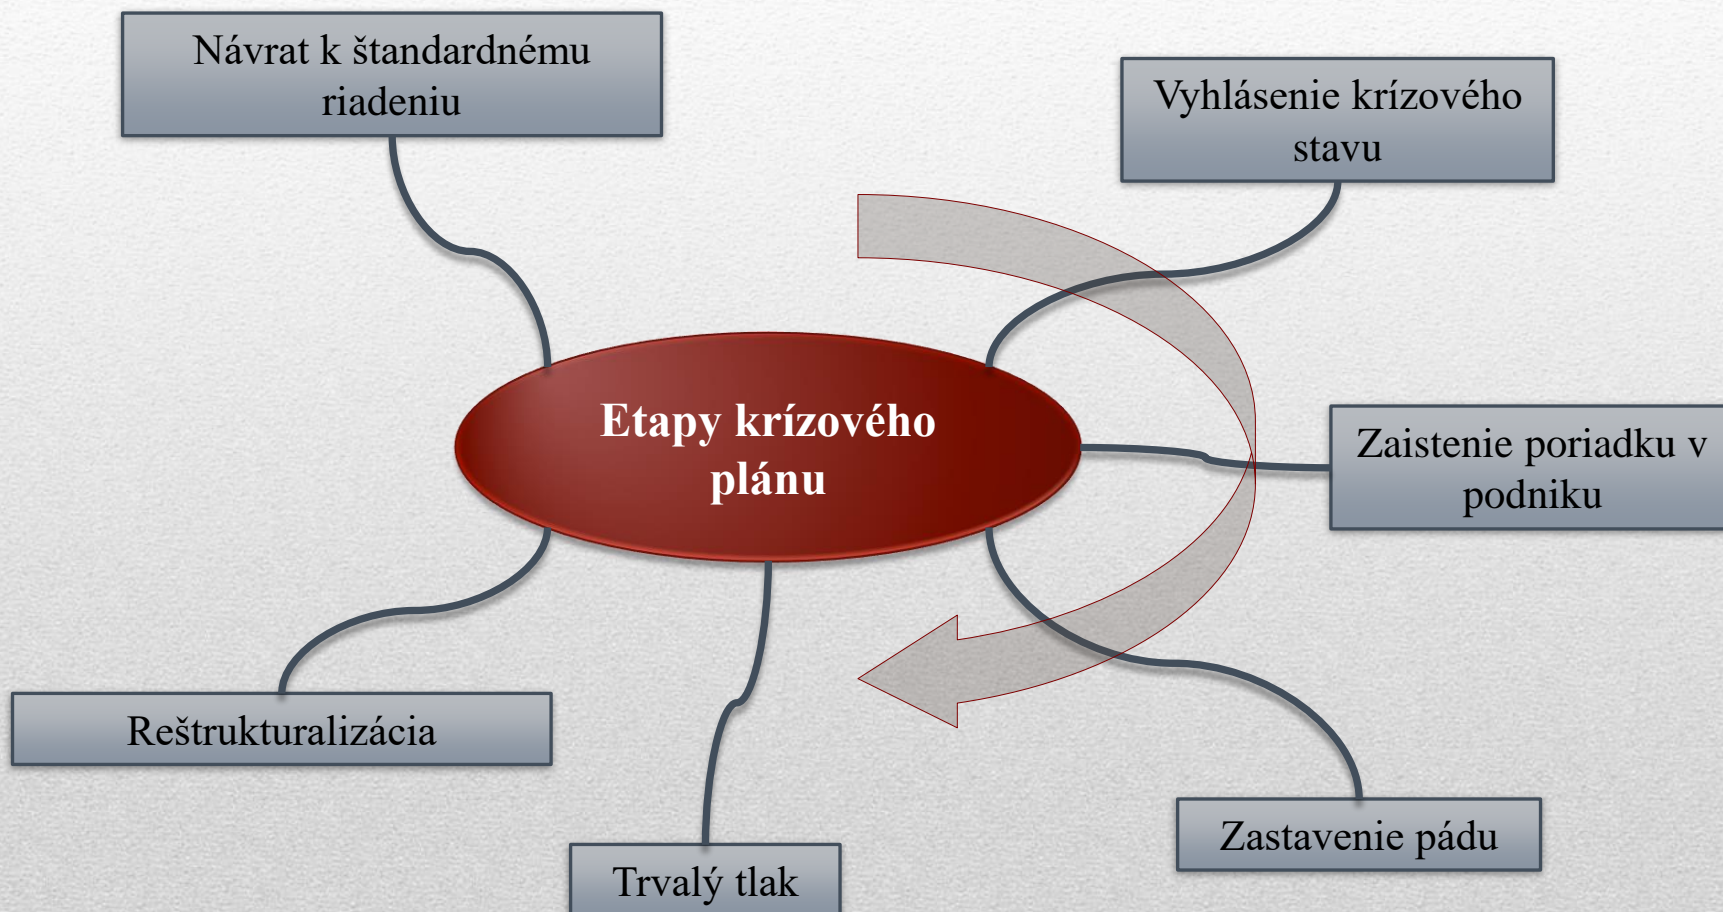 Návrat k štandardnému
riadeniu
Vyhlásenie krízového
stavu
Etapy krízového
plánu
Zaistenie poriadku v
podniku
Reštrukturalizácia
Zastavenie pádu
Trvalý tlak